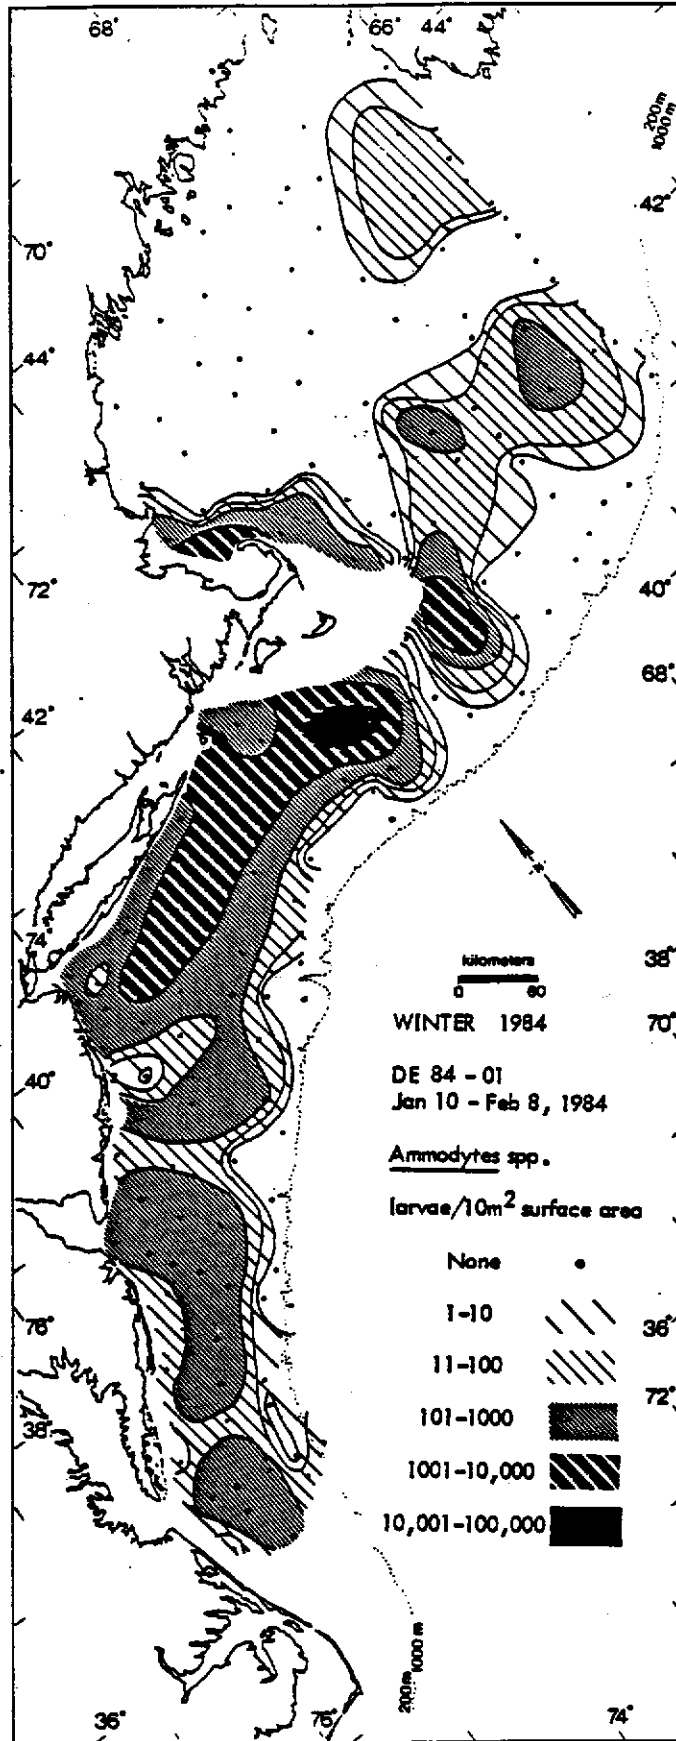 68° 66° 44°
200m
1000m
42°
70°
44°
72°
40°
68°
42°
74°
38°
kilometers
0 60
WINTER 1984
70°
DE 84-01
40°
Jan 10 - Feb 8, 1984
Ammodytes spp.
larvae/10m² surface area
None
1-10
76°
36°
11-100
72°
101-1000
38°
1001-10,000
10,001-100,000
200m
1000m
36° 76° 74°